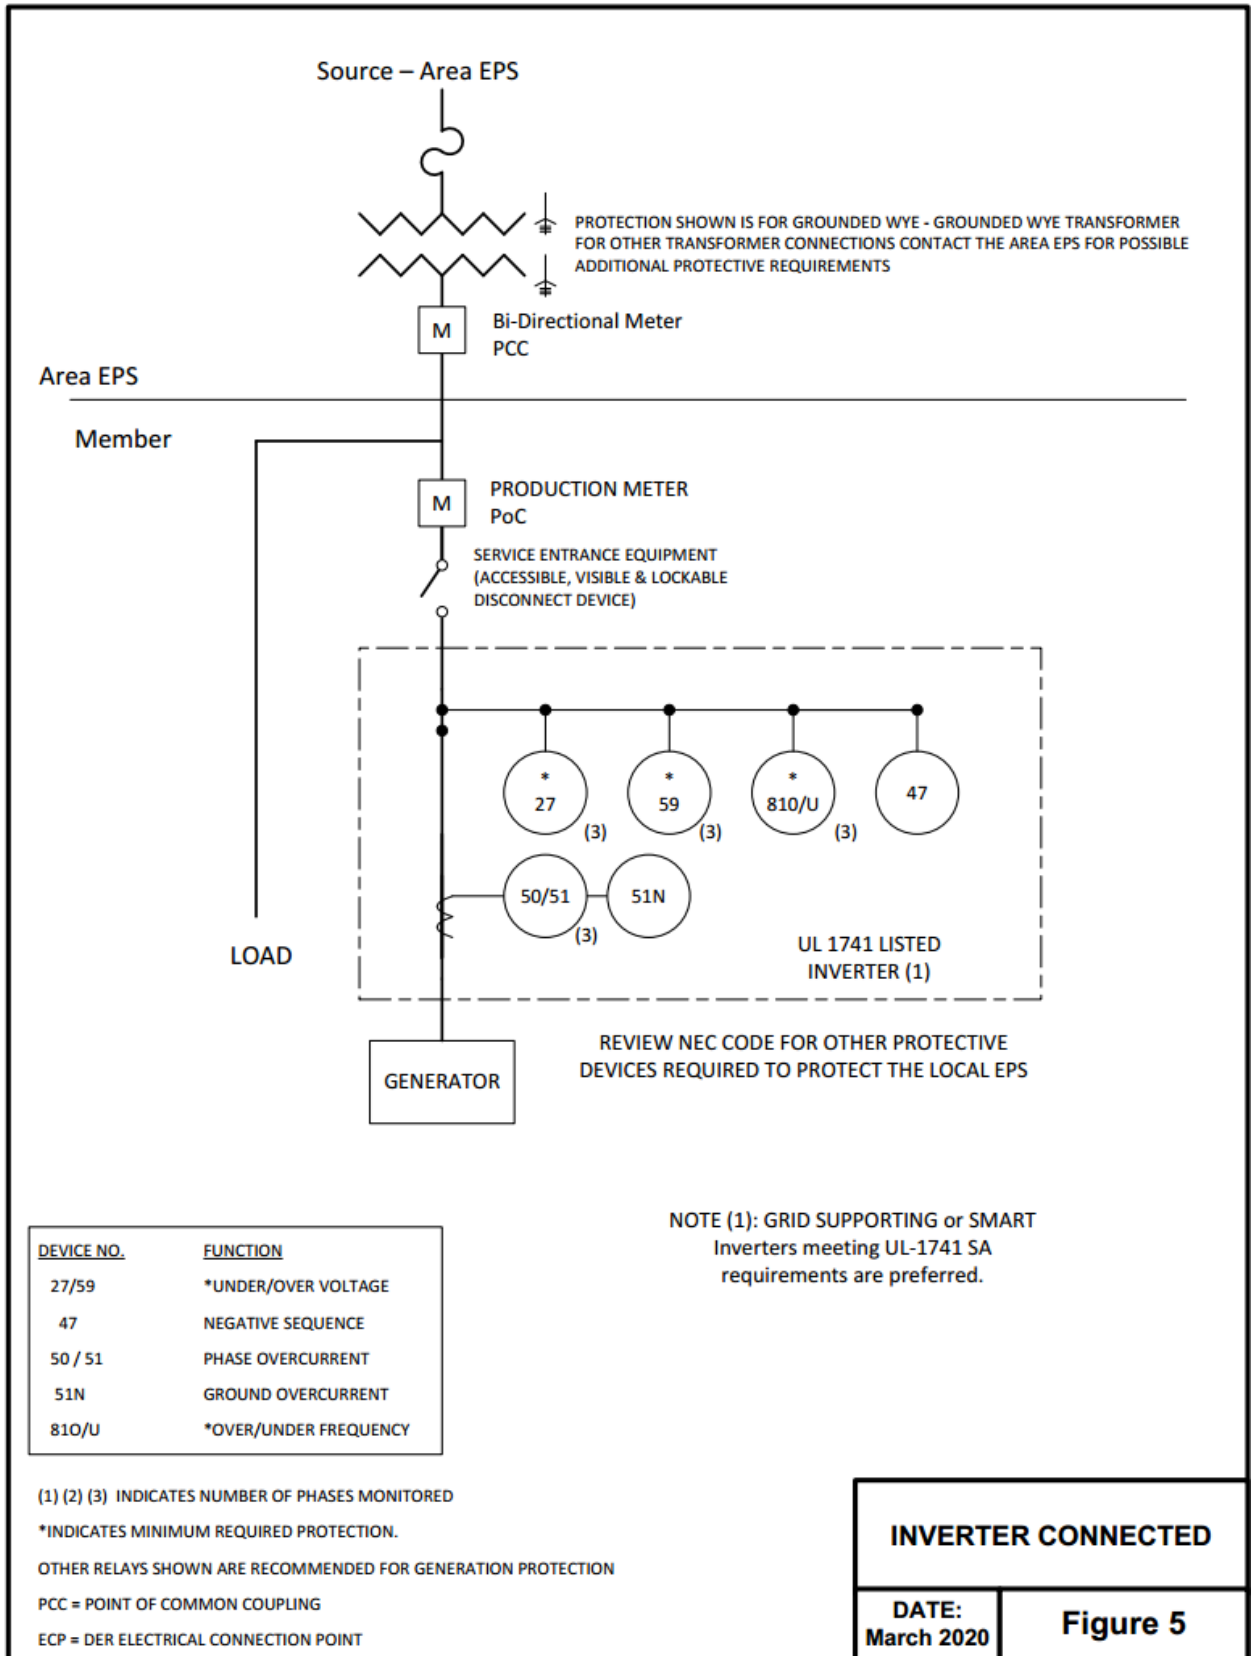 Source – Area EPS
PROTECTION SHOWN IS FOR GROUNDED WYE - GROUNDED WYE TRANSFORMER
FOR OTHER TRANSFORMER CONNECTIONS CONTACT THE AREA EPS FOR POSSIBLE
ADDITIONAL PROTECTIVE REQUIREMENTS
M
Bi-Directional Meter
PCC
Area EPS
Member
M
PRODUCTION METER
PoC
SERVICE ENTRANCE EQUIPMENT
(ACCESSIBLE, VISIBLE & LOCKABLE
DISCONNECT DEVICE)
* * *
27 59 81O/U 47
(3) (3) (3)
50/51 51N
(3)
LOAD
UL 1741 LISTED
INVERTER (1)
REVIEW NEC CODE FOR OTHER PROTECTIVE
DEVICES REQUIRED TO PROTECT THE LOCAL EPS
GENERATOR
NOTE (1): GRID SUPPORTING or SMART
Inverters meeting UL-1741 SA
requirements are preferred.
DEVICE NO. FUNCTION
27/59 *UNDER/OVER VOLTAGE
47 NEGATIVE SEQUENCE
50 / 51 PHASE OVERCURRENT
51N GROUND OVERCURRENT
81O/U *OVER/UNDER FREQUENCY
(1) (2) (3) INDICATES NUMBER OF PHASES MONITORED
*INDICATES MINIMUM REQUIRED PROTECTION.
OTHER RELAYS SHOWN ARE RECOMMENDED FOR GENERATION PROTECTION
PCC = POINT OF COMMON COUPLING
ECP = DER ELECTRICAL CONNECTION POINT
INVERTER CONNECTED
DATE:
March 2020
Figure 5